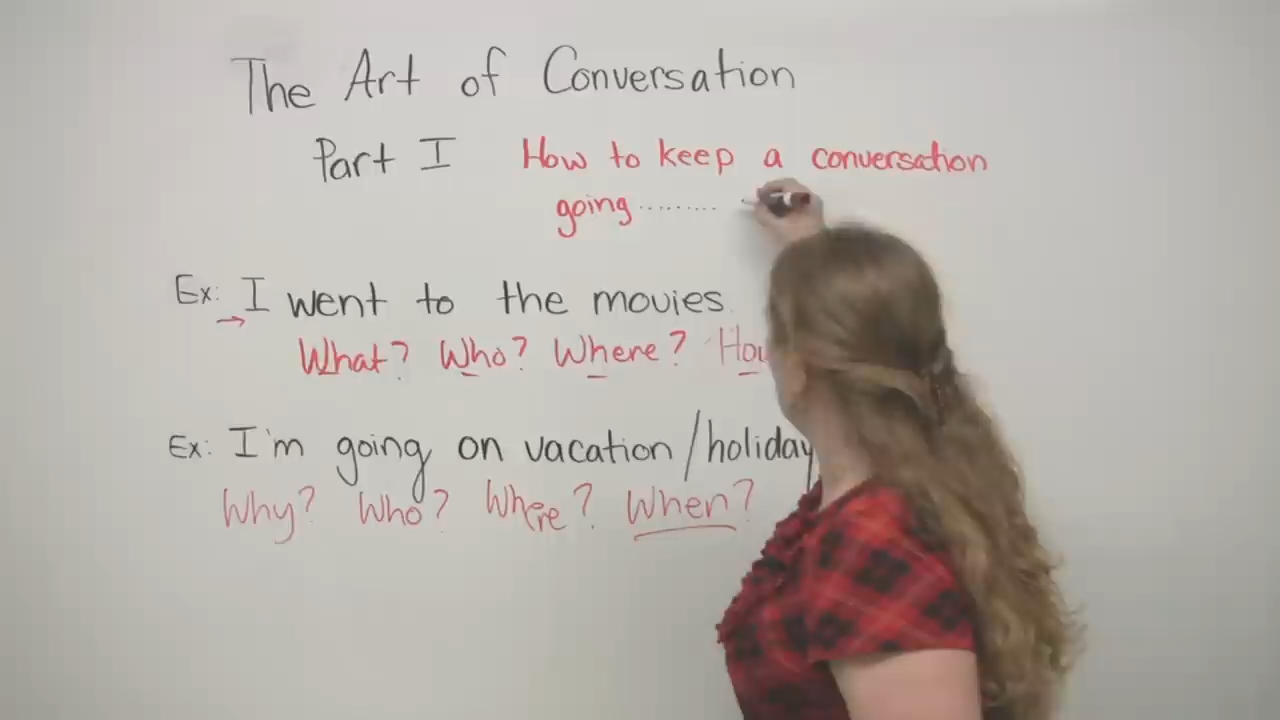 The Art of Conversation
Part I How to keep a conversation
going .........
Ex: I went to the movies.
What? Who? Where?
Ex: I'm going on vacation/holiday
Why? Who? Where? When?